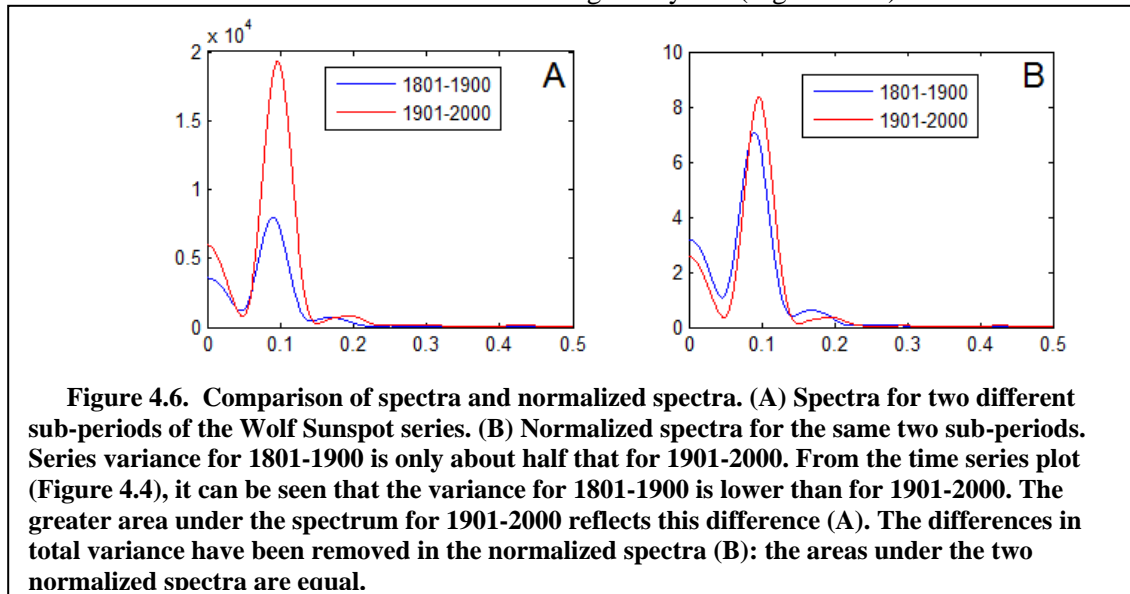 × 10⁴
2
1.5
1
0.5
0
0 0.1 0.2 0.3 0.4 0.5
A
1801-1900
1901-2000
10
8
6
4
2
0
0 0.1 0.2 0.3 0.4 0.5
B
1801-1900
1901-2000
Figure 4.6. Comparison of spectra and normalized spectra. (A) Spectra for two different
sub-periods of the Wolf Sunspot series. (B) Normalized spectra for the same two sub-periods.
Series variance for 1801-1900 is only about half that for 1901-2000. From the time series plot
(Figure 4.4), it can be seen that the variance for 1801-1900 is lower than for 1901-2000. The
greater area under the spectrum for 1901-2000 reflects this difference (A). The differences in
total variance have been removed in the normalized spectra (B): the areas under the two
normalized spectra are equal.